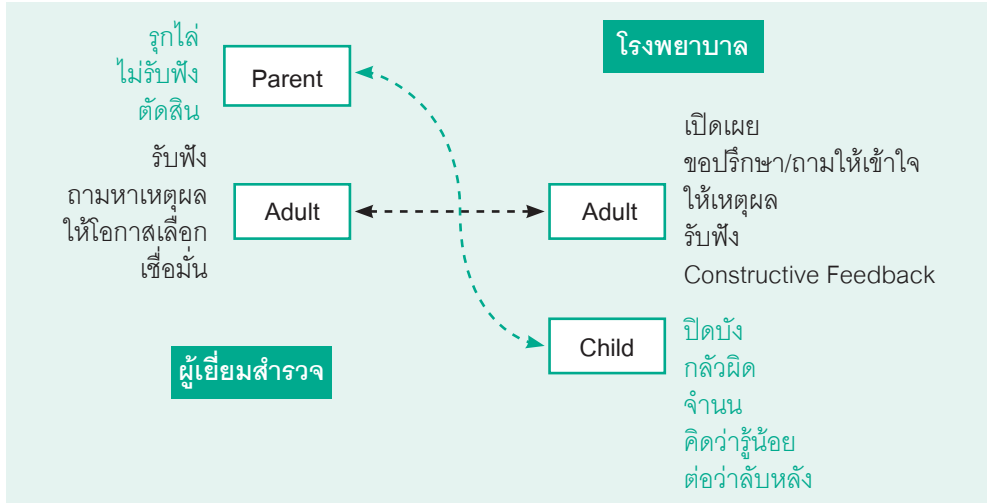 รุกไล่
ไม่รับฟัง
ตัดสิน
Parent
โรงพยาบาล
รับฟัง
ถามหาเหตุผล
ให้โอกาสเลือก
เชื่อมั่น
Adult
Adult
เปิดเผย
ขอปรึกษา/ถามให้เข้าใจ
ให้เหตุผล
รับฟัง
Constructive Feedback
ผู้เยี่ยมสำรวจ
Child
ปิดบัง
กลัวผิด
จำนน
คิดว่ารู้น้อย
ต่อว่าลับหลัง